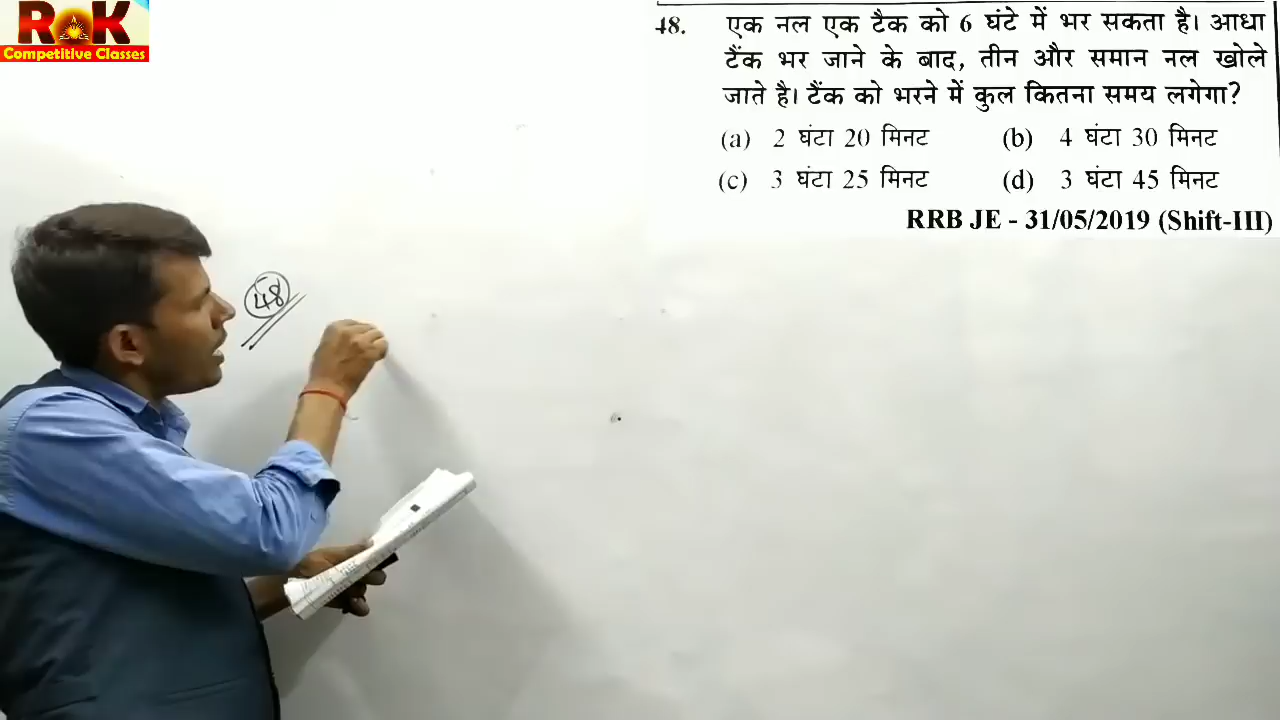 ROK
Competitive Classes
48. एक नल एक टैक को 6 घंटे में भर सकता है। आधा
टैंक भर जाने के बाद, तीन और समान नल खोले
जाते है। टैंक को भरने में कुल कितना समय लगेगा?
(a) 2 घंटा 20 मिनट (b) 4 घंटा 30 मिनट
(c) 3 घंटा 25 मिनट (d) 3 घंटा 45 मिनट
RRB JE - 31/05/2019 (Shift-III)
48